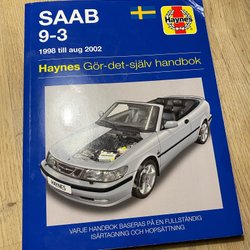 SAAB
9-3
1998 till aug 2002
Haynes
Haynes Gör-det-själv handbok
HAYNES
VARJE HANDBOK BASERAS PÅ EN FULLSTÄNDIG
ISÄRTAGNING OCH HOPSÄTTNING